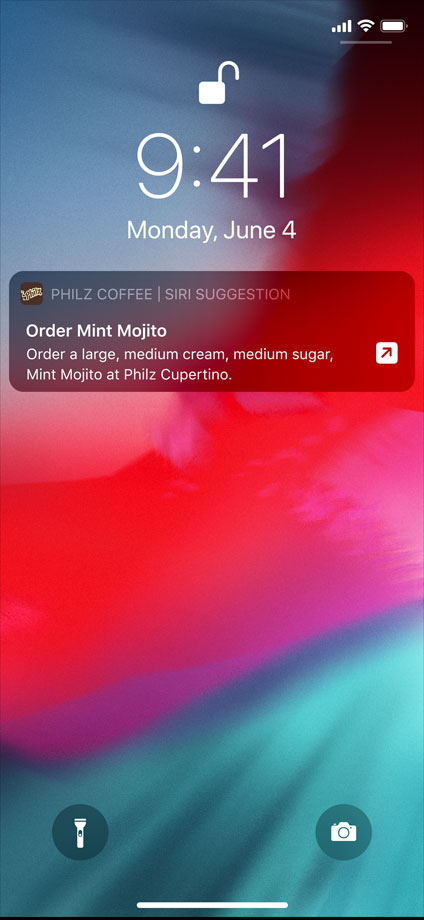 9:41
Monday, June 4
PHILZ COFFEE | SIRI SUGGESTION
Order Mint Mojito
Order a large, medium cream, medium sugar,
Mint Mojito at Philz Cupertino.